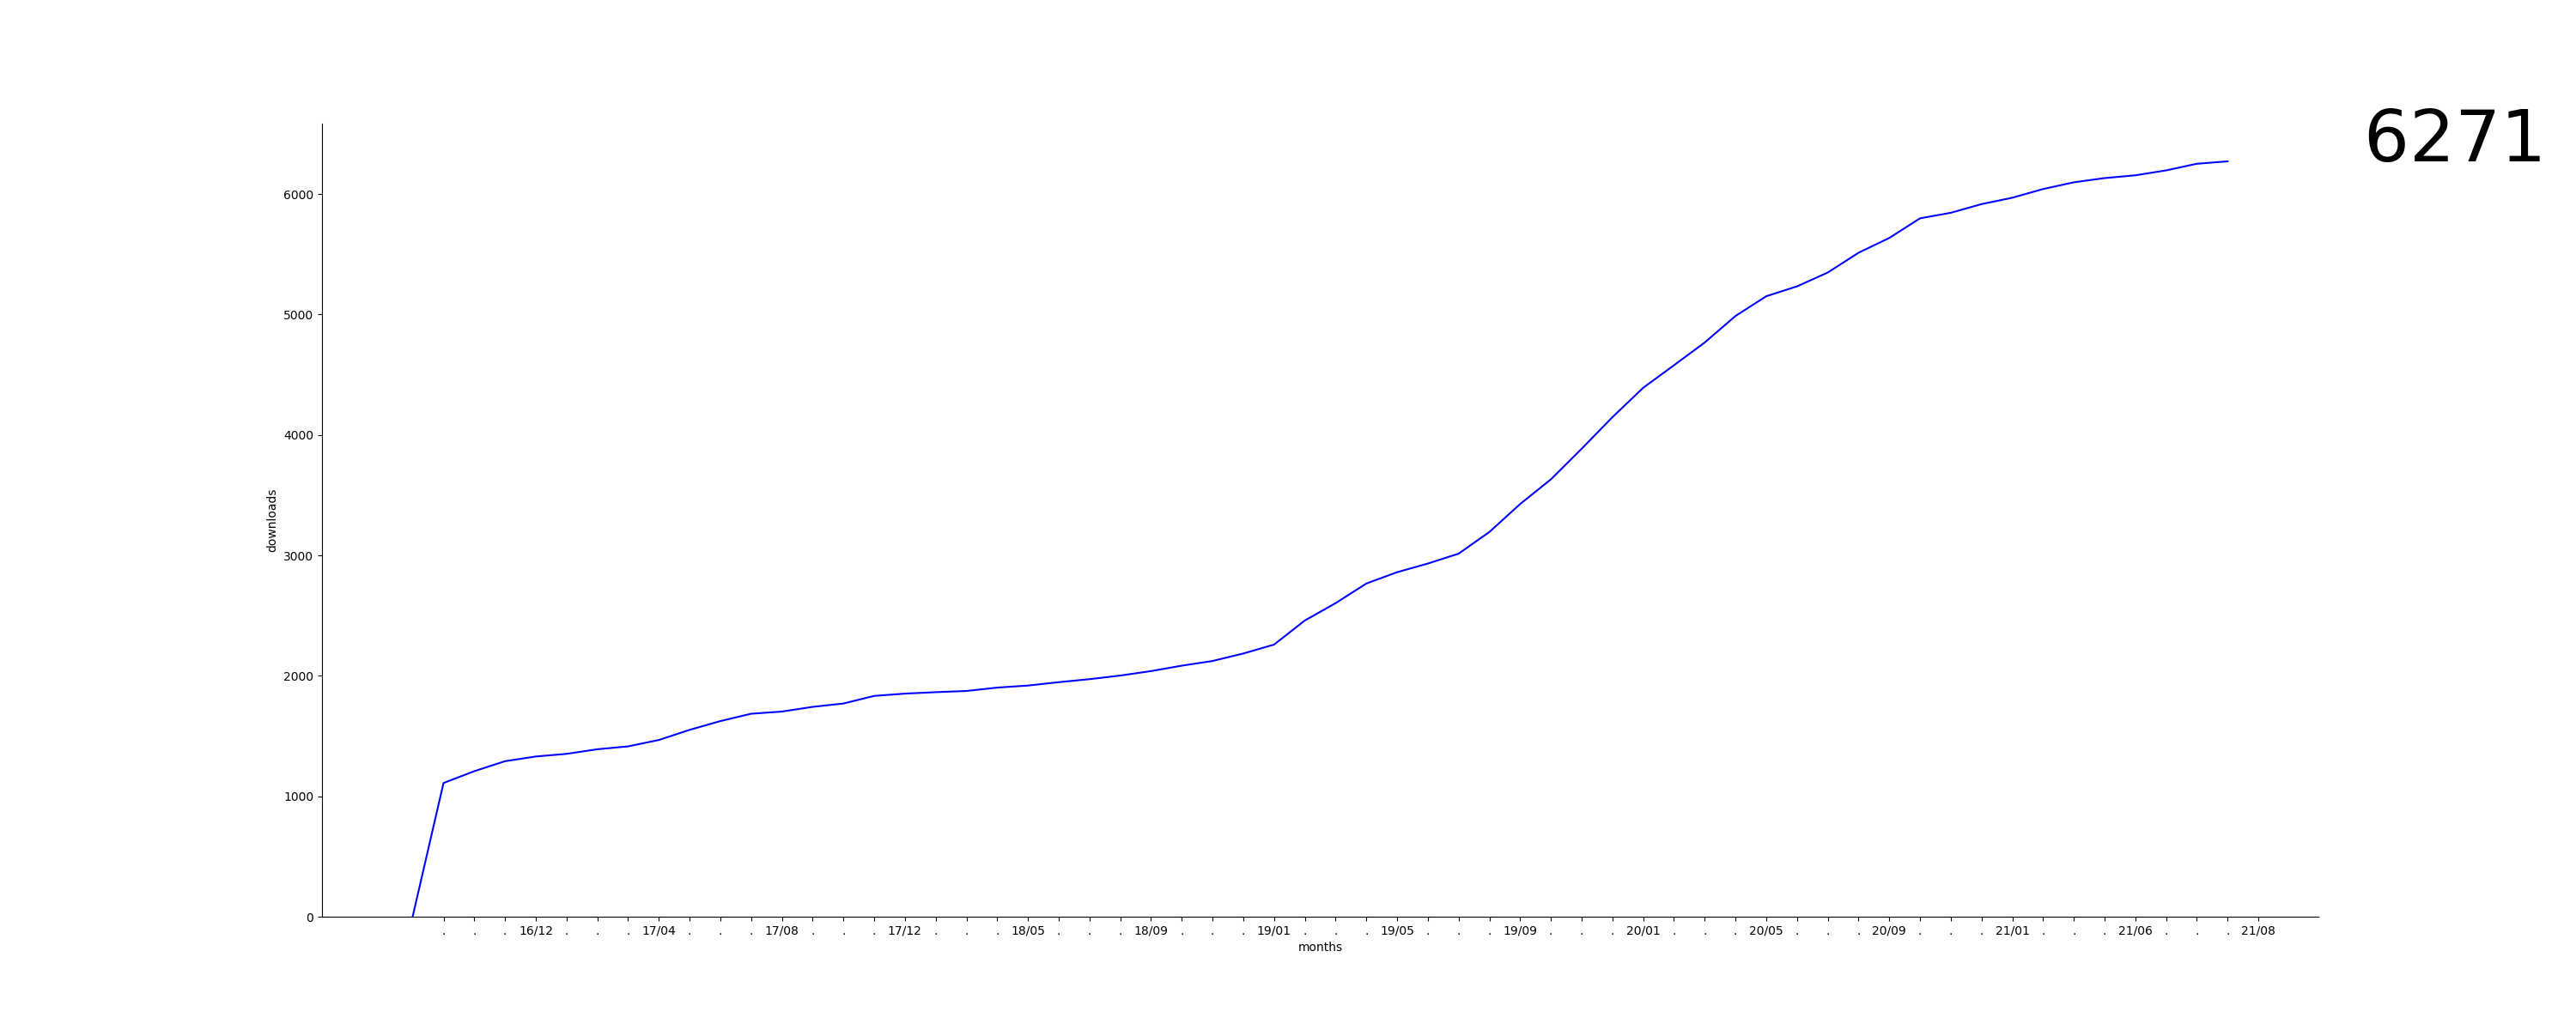 6271
6000
5000
4000
3000
2000
1000
0
downloads
. . . 16/12 . . . 17/04 . . . 17/08 . . . 17/12 . . . 18/05 . . . 18/09 . . . 19/01 . . . 19/05 . . . 19/09 . . . 20/01 . . . 20/05 . . . 20/09 . . . 21/01 . . . 21/06 . . . 21/08
months